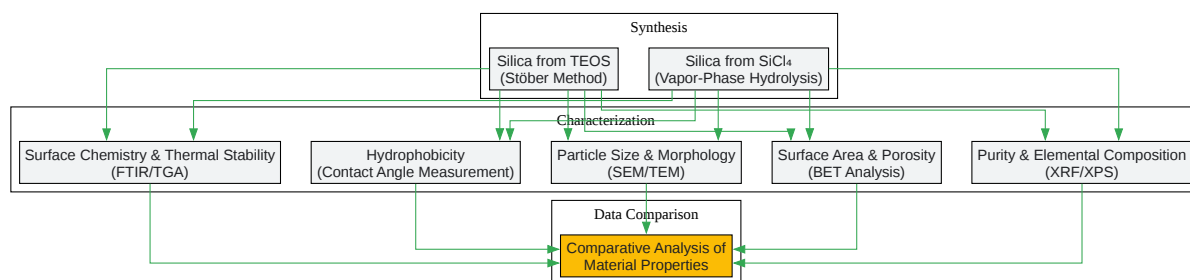 Synthesis
Silica from TEOS
(Stöber Method)
Silica from SiCl₄
(Vapor-Phase Hydrolysis)
Characterization
Surface Chemistry & Thermal Stability
(FTIR/TGA)
Hydrophobicity
(Contact Angle Measurement)
Particle Size & Morphology
(SEM/TEM)
Surface Area & Porosity
(BET Analysis)
Purity & Elemental Composition
(XRF/XPS)
Data Comparison
Comparative Analysis of
Material Properties